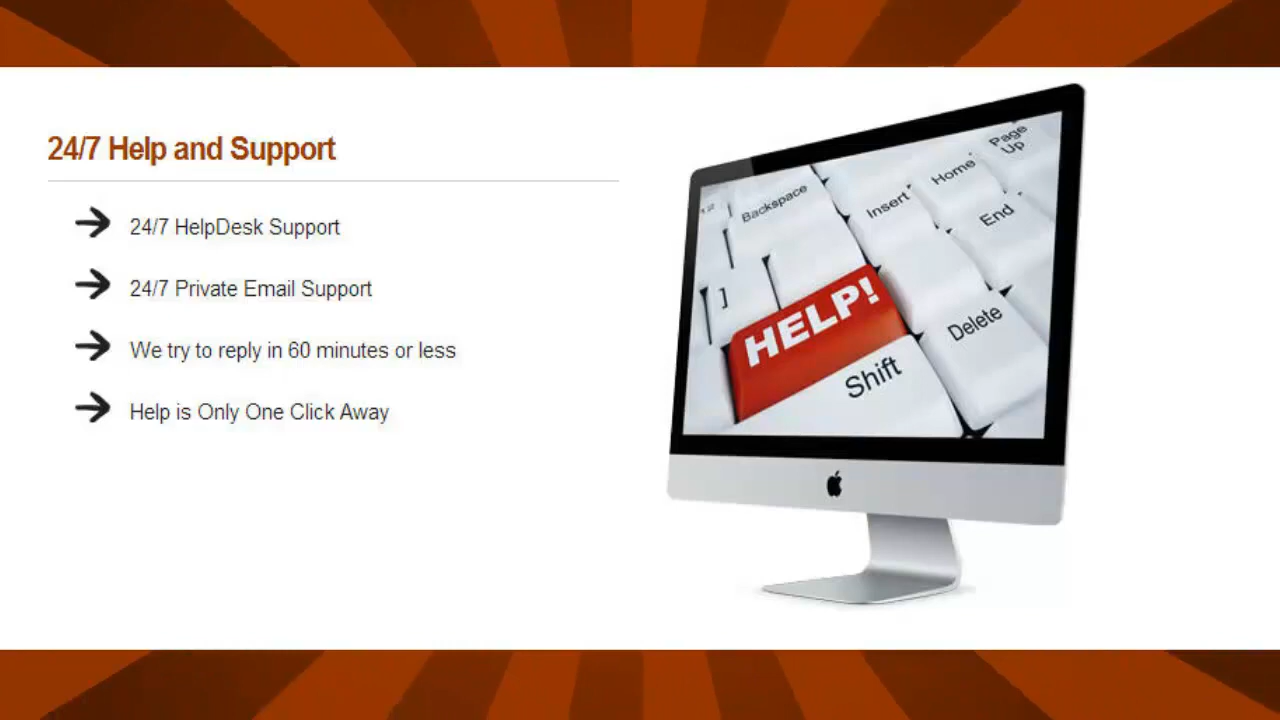 24/7 Help and Support
24/7 HelpDesk Support
24/7 Private Email Support
We try to reply in 60 minutes or less
Help is Only One Click Away
12
Backspace
Insert
Home
Page
Up
End
]
HELP!
Delete
Shift